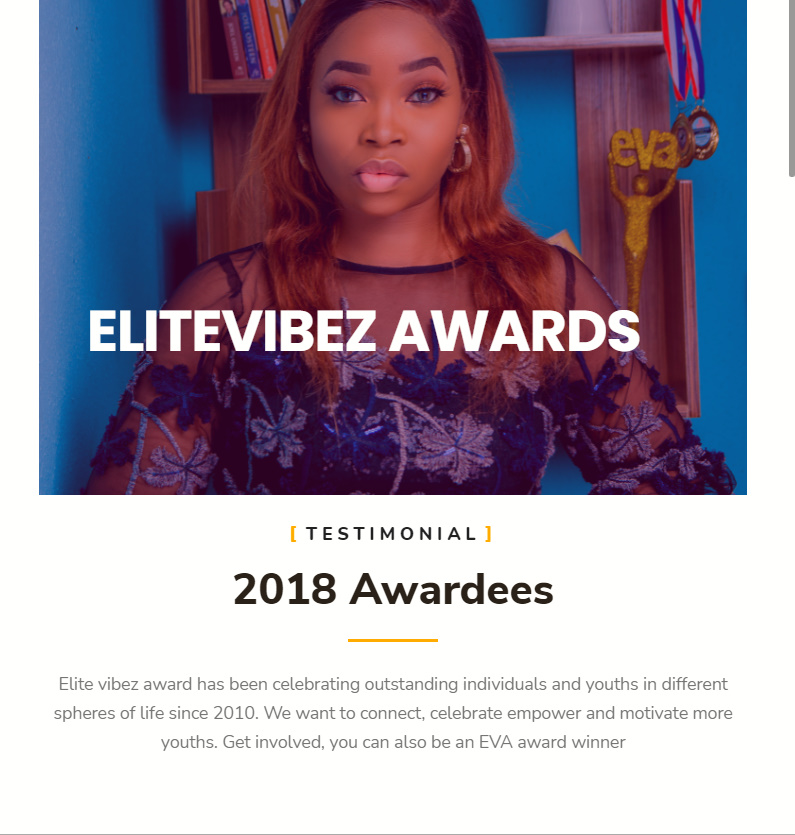 eva
ELITEVIBEZ AWARDS
[ TESTIMONIAL ]
2018 Awardees
Elite vibez award has been celebrating outstanding individuals and youths in different
spheres of life since 2010. We want to connect, celebrate empower and motivate more
youths. Get involved, you can also be an EVA award winner